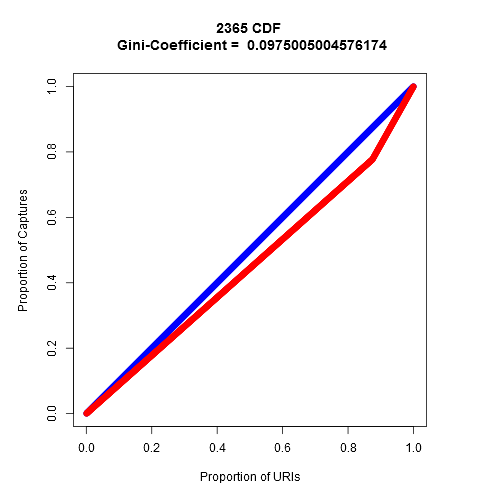 2365 CDF
Gini-Coefficient = 0.0975005004576174
Proportion of Captures
1.0
0.8
0.6
0.4
0.2
0.0
0.0 0.2 0.4 0.6 0.8 1.0
Proportion of URIs